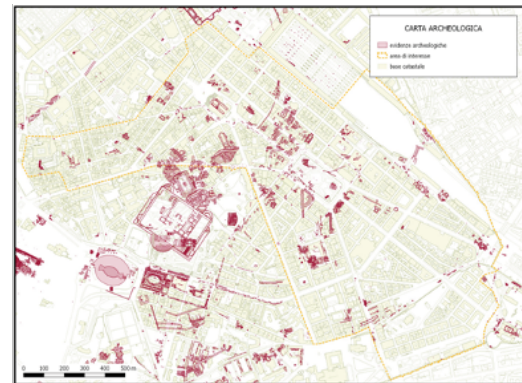 CARTA ARCHEOLOGICA
evidenze archeologiche
area di interesse
base catastale
0 100 200 300 400 500 m